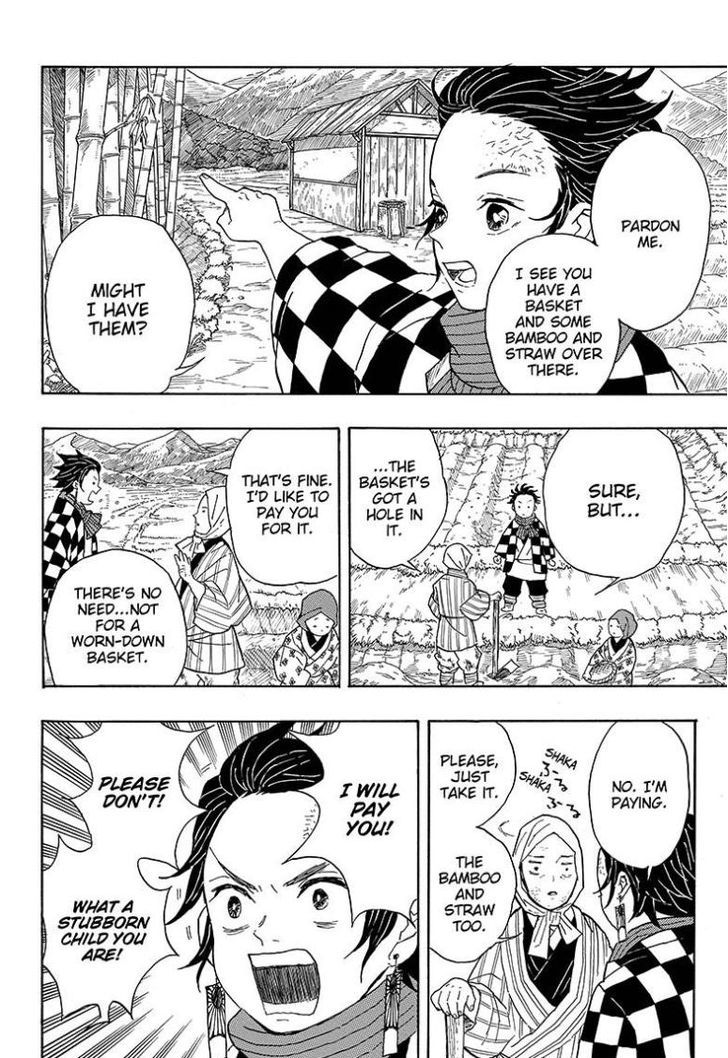 PARDON
ME.
I SEE YOU
HAVE A
BASKET
AND SOME
BAMBOO AND
STRAW OVER
THERE.
MIGHT
I HAVE
THEM?
SURE,
BUT...
...THE
BASKET'S
GOT A
HOLE IN
IT.
THAT'S FINE.
I'D LIKE TO
PAY YOU
FOR IT.
THERE'S NO
NEED...NOT
FOR A
WORN-DOWN
BASKET.
NO. I'M
PAYING.
SHAKA
SHAKA
PLEASE,
JUST
TAKE IT.
THE
BAMBOO
AND
STRAW
TOO.
I WILL
PAY
YOU!
PLEASE
DON'T!
WHAT A
STUBBORN
CHILD YOU
ARE!